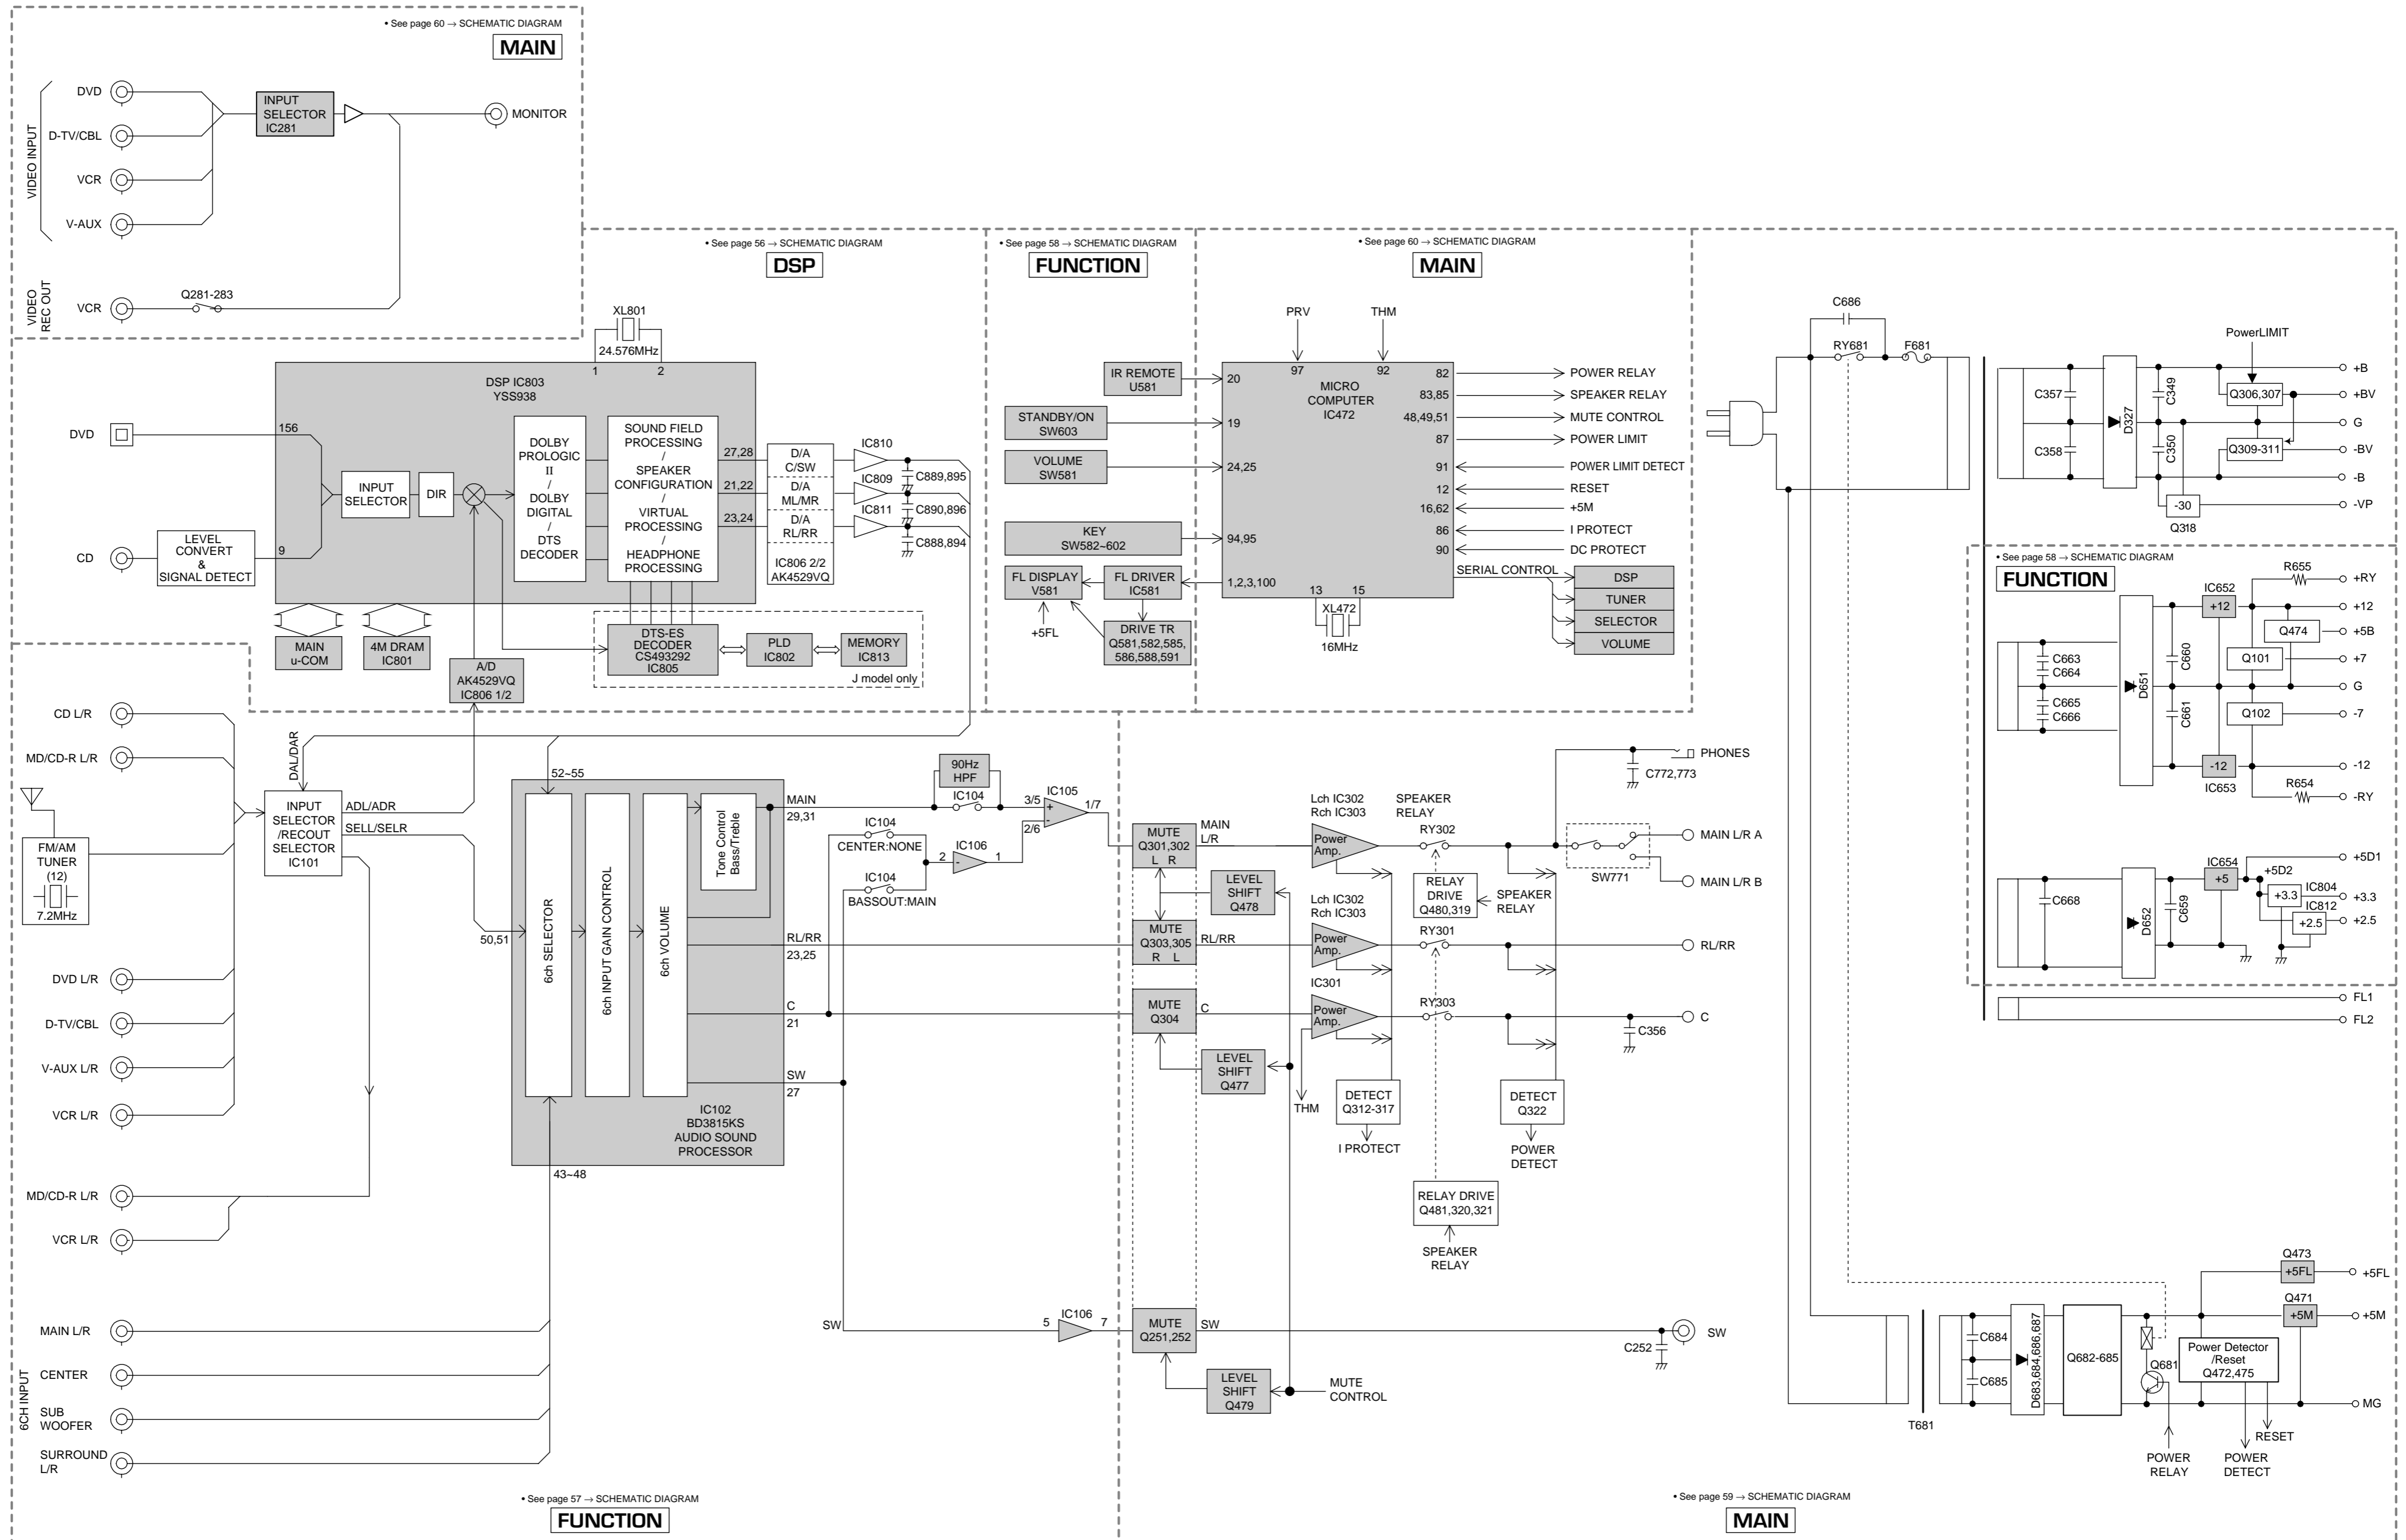 • See page 60 → SCHEMATIC DIAGRAM
MAIN
VIDEO INPUT
DVD
D-TV/CBL
VCR
V-AUX
INPUT
SELECTOR
IC281
MONITOR
VIDEO
REC OUT
VCR
Q281-283
• See page 56 → SCHEMATIC DIAGRAM
DSP
XL801
24.576MHz
1
2
DSP IC803
YSS938
DVD
156
CD
LEVEL
CONVERT
&
SIGNAL DETECT
9
INPUT
SELECTOR
DIR
DOLBY
PROLOGIC
II
/
DOLBY
DIGITAL
/
DTS
DECODER
SOUND FIELD
PROCESSING
/
SPEAKER
CONFIGURATION
/
VIRTUAL
PROCESSING
/
HEADPHONE
PROCESSING
27,28
21,22
23,24
D/A
C/SW
D/A
ML/MR
D/A
RL/RR
IC806 2/2
AK4529VQ
IC810
C889,895
IC809
C890,896
IC811
C888,894
MAIN
u-COM
4M DRAM
IC801
A/D
AK4529VQ
IC806 1/2
DTS-ES
DECODER
CS493292
IC805
PLD
IC802
MEMORY
IC813
J model only
• See page 58 → SCHEMATIC DIAGRAM
FUNCTION
IR REMOTE
U581
STANDBY/ON
SW603
VOLUME
SW581
KEY
SW582~602
FL DISPLAY
V581
FL DRIVER
IC581
+5FL
DRIVE TR
Q581,582,585,
586,588,591
• See page 60 → SCHEMATIC DIAGRAM
MAIN
PRV
THM
97
92
MICRO
COMPUTER
IC472
20
19
24,25
94,95
1,2,3,100
13
15
XL472
16MHz
82
83,85
48,49,51
87
91
12
16,62
86
90
POWER RELAY
SPEAKER RELAY
MUTE CONTROL
POWER LIMIT
POWER LIMIT DETECT
RESET
+5M
I PROTECT
DC PROTECT
SERIAL CONTROL
DSP
TUNER
SELECTOR
VOLUME
C686
RY681
F681
C357
C358
D327
C349
C350
PowerLIMIT
Q306,307
Q309-311
-30
Q318
+B
+BV
G
-BV
-B
-VP
• See page 58 → SCHEMATIC DIAGRAM
FUNCTION
C663
C664
C665
C666
D651
C660
C661
IC652
+12
R655
Q474
Q101
Q102
-12
IC653
R654
+RY
+12
+5B
+7
G
-7
-12
-RY
C668
D652
C659
IC654
+5
+5D2
IC804
+3.3
IC812
+2.5
+5D1
+3.3
+2.5
FL1
FL2
CD L/R
MD/CD-R L/R
FM/AM
TUNER
(12)
7.2MHz
DVD L/R
D-TV/CBL
V-AUX L/R
VCR L/R
MD/CD-R L/R
VCR L/R
6CH INPUT
MAIN L/R
CENTER
SUB
WOOFER
SURROUND
L/R
DAL/DAR
INPUT
SELECTOR
/RECOUT
SELECTOR
IC101
ADL/ADR
SELL/SELR
50,51
52~55
43~48
6ch SELECTOR
6ch INPUT GAIN CONTROL
6ch VOLUME
Tone Control
Bass/Treble
IC102
BD3815KS
AUDIO SOUND
PROCESSOR
MAIN
29,31
RL/RR
23,25
C
21
SW
27
90Hz
HPF
IC104
3/5
+
-
2/6
IC105
1/7
IC104
CENTER:NONE
IC104
BASSOUT:MAIN
IC106
2
-
1
SW
5
IC106
7
• See page 57 → SCHEMATIC DIAGRAM
FUNCTION
MUTE
Q301,302
L R
MAIN
L/R
LEVEL
SHIFT
Q478
MUTE
Q303,305
R L
RL/RR
MUTE
Q304
C
LEVEL
SHIFT
Q477
MUTE
Q251,252
SW
LEVEL
SHIFT
Q479
MUTE
CONTROL
Lch IC302
Rch IC303
Power
Amp.
SPEAKER
RELAY
RY302
RELAY
DRIVE
Q480,319
SPEAKER
RELAY
Lch IC302
Rch IC303
Power
Amp.
RY301
IC301
Power
Amp.
RY303
THM
DETECT
Q312-317
I PROTECT
DETECT
Q322
POWER
DETECT
RELAY DRIVE
Q481,320,321
SPEAKER
RELAY
PHONES
C772,773
SW771
MAIN L/R A
MAIN L/R B
RL/RR
C
C356
C252
SW
T681
C684
C685
D683,684,686,687
Q682-685
Q681
Power Detector
/Reset
Q472,475
Q473
+5FL
+5FL
Q471
+5M
+5M
MG
POWER
RELAY
POWER
DETECT
RESET
• See page 59 → SCHEMATIC DIAGRAM
MAIN